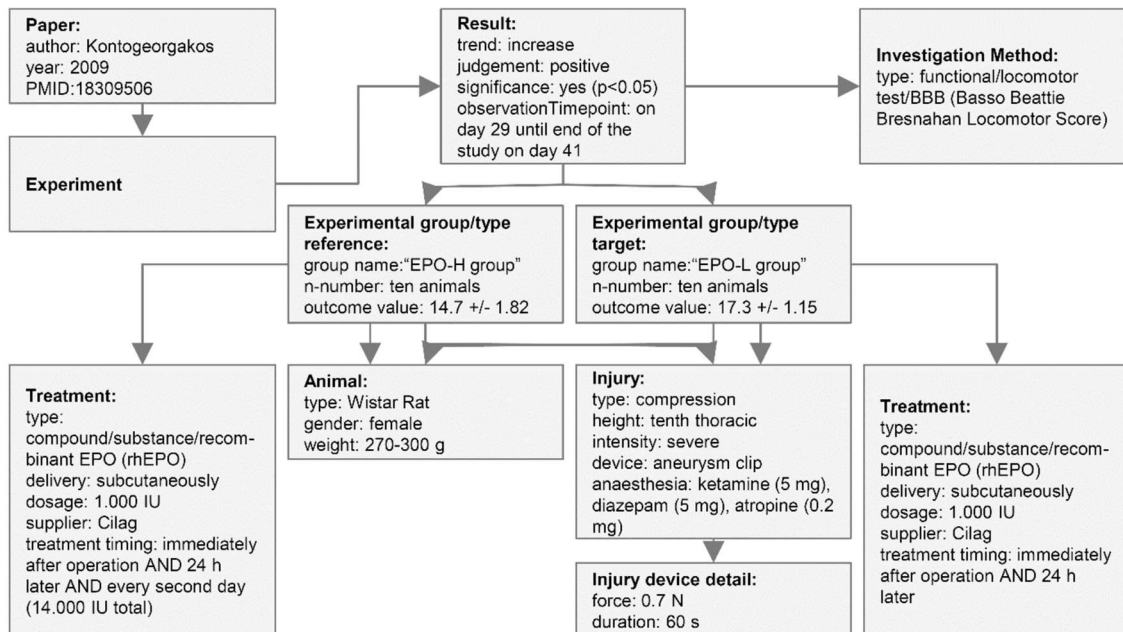 Paper:
author: Kontogeorgakos
year: 2009
PMID:18309506
Experiment
Result:
trend: increase
judgement: positive
significance: yes (p<0.05)
observationTimepoint: on
day 29 until end of the
study on day 41
Investigation Method:
type: functional/locomotor
test/BBB (Basso Beattie
Bresnahan Locomotor Score)
Experimental group/type
reference:
group name:“EPO-H group”
n-number: ten animals
outcome value: 14.7 +/- 1.82
Experimental group/type
target:
group name:“EPO-L group”
n-number: ten animals
outcome value: 17.3 +/- 1.15
Treatment:
type:
compound/substance/recom-
binant EPO (rhEPO)
delivery: subcutaneously
dosage: 1.000 IU
supplier: Cilag
treatment timing: immediately
after operation AND 24 h
later AND every second day
(14.000 IU total)
Animal:
type: Wistar Rat
gender: female
weight: 270-300 g
Injury:
type: compression
height: tenth thoracic
intensity: severe
device: aneurysm clip
anaesthesia: ketamine (5 mg),
diazepam (5 mg), atropine (0.2
mg)
Injury device detail:
force: 0.7 N
duration: 60 s
Treatment:
type:
compound/substance/recom-
binant EPO (rhEPO)
delivery: subcutaneously
dosage: 1.000 IU
supplier: Cilag
treatment timing: immediately
after operation AND 24 h
later